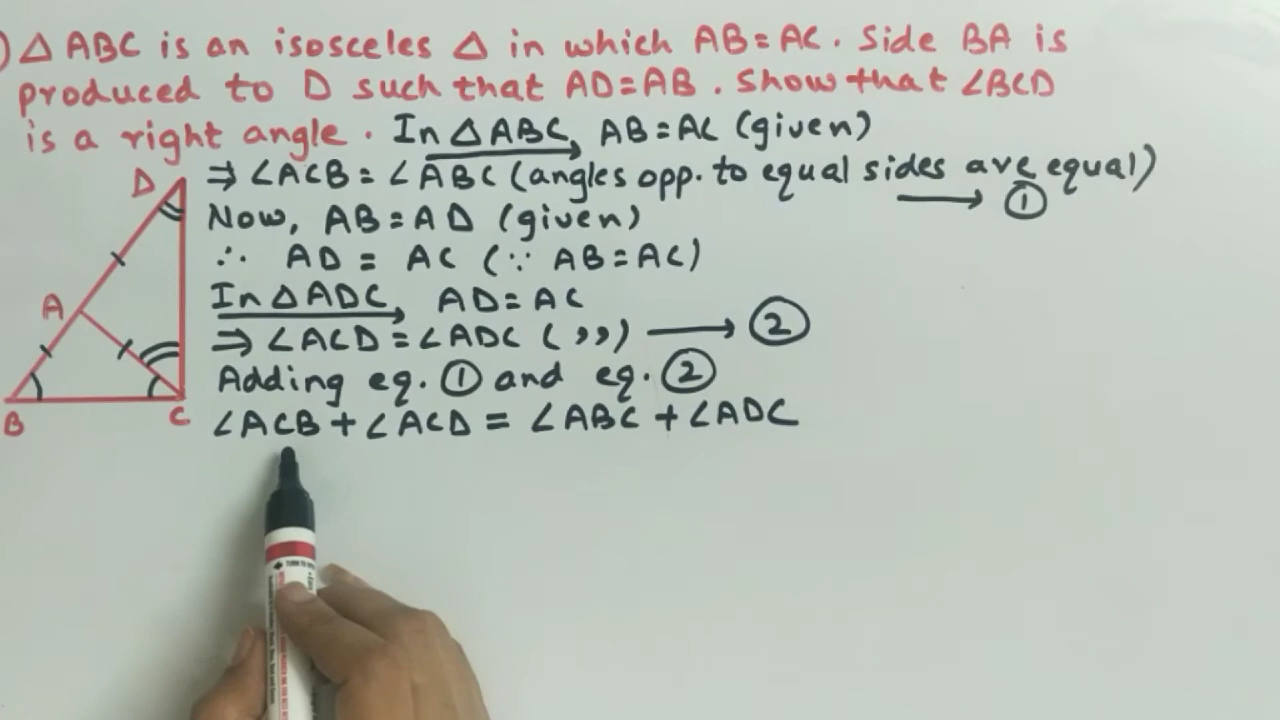 ) △ ABC is an isosceles △ in which AB = AC. Side BA is
produced to D such that AD = AB. Show that ∠BCD
is a right angle. In △ABC, AB = AC (given)
⇒ ∠ACB = ∠ABC (angles opp. to equal sides are equal)
→ ①
Now, AB = AD (given)
∴ AD = AC (∵ AB = AC)
In △ADC, AD = AC
⇒ ∠ACD = ∠ADC ( ,, ) → ②
Adding eq. ① and eq. ②
∠ACB + ∠ACD = ∠ABC + ∠ADC
D
A
B
C